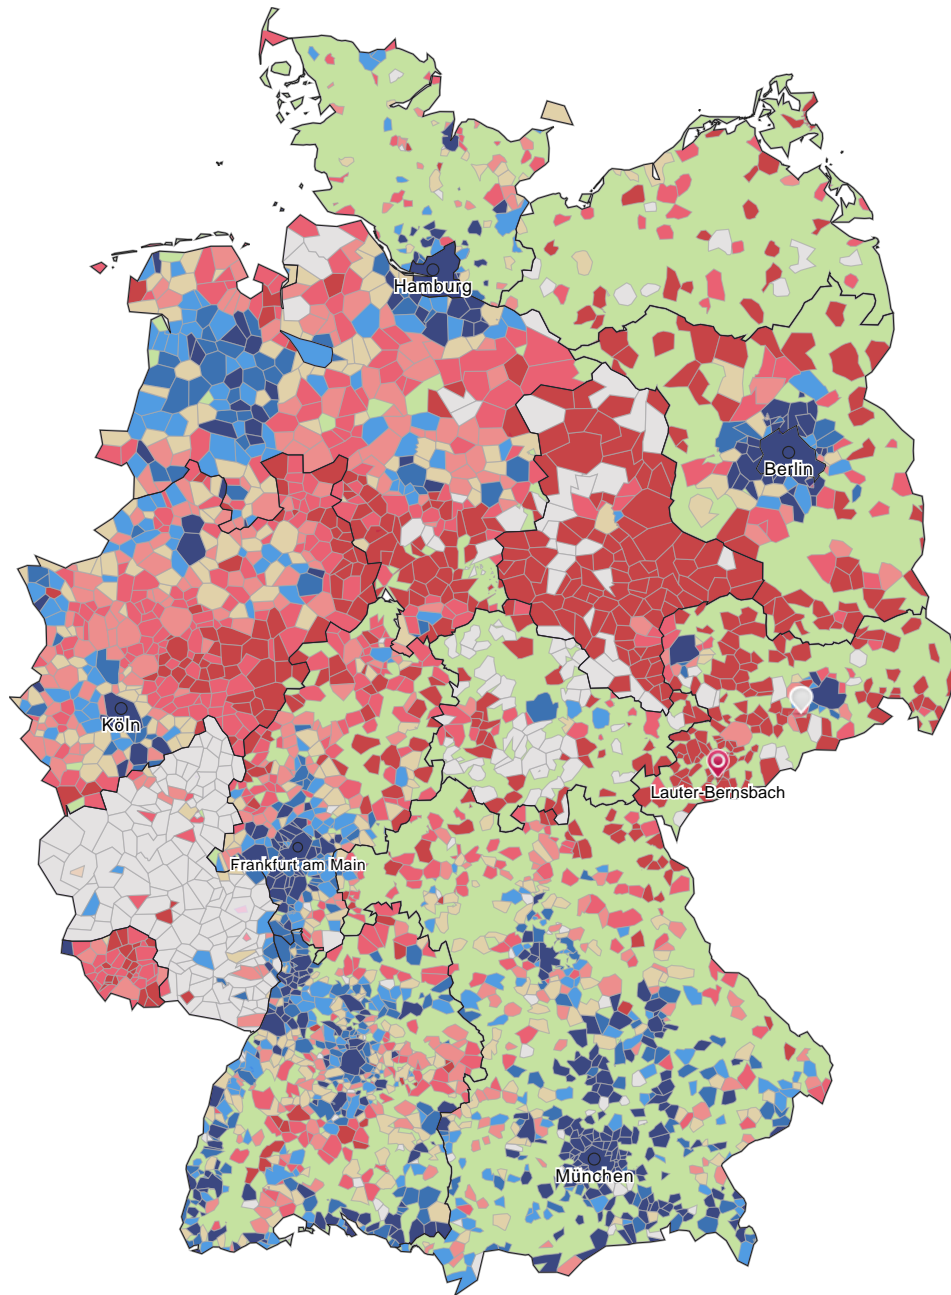 Hamburg
Berlin
Köln
Lauter-Bernsbach
Frankfurt am Main
München